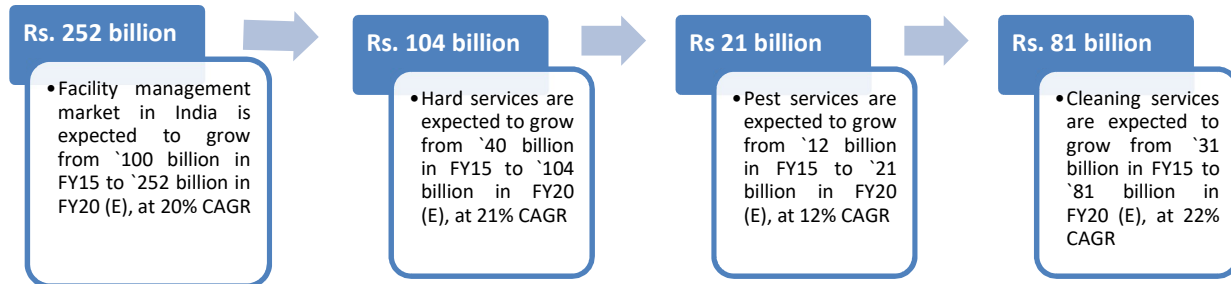 Rs. 252 billion
•Facility management
market in India is
expected to grow
from `100 billion in
FY15 to `252 billion in
FY20 (E), at 20% CAGR
Rs. 104 billion
•Hard services are
expected to grow
from `40 billion
in FY15 to `104
billion in FY20
(E), at 21% CAGR
Rs 21 billion
•Pest services are
expected to grow
from `12 billion
in FY15 to `21
billion in FY20
(E), at 12% CAGR
Rs. 81 billion
•Cleaning services
are expected to
grow from `31
billion in FY15 to
`81 billion in
FY20 (E), at 22%
CAGR